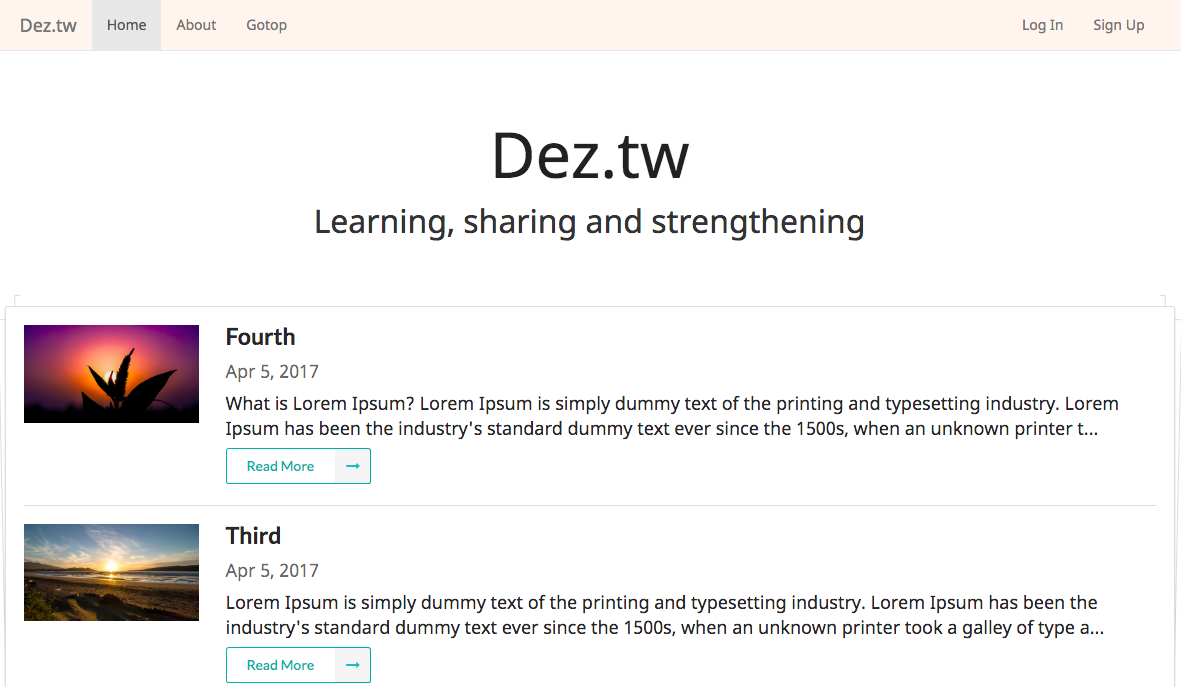 Dez.tw Home About Gotop Log In Sign Up
Dez.tw
Learning, sharing and strengthening
Fourth
Apr 5, 2017
What is Lorem Ipsum? Lorem Ipsum is simply dummy text of the printing and typesetting industry. Lorem
Ipsum has been the industry's standard dummy text ever since the 1500s, when an unknown printer t...
Read More →
Third
Apr 5, 2017
Lorem Ipsum is simply dummy text of the printing and typesetting industry. Lorem Ipsum has been the
industry's standard dummy text ever since the 1500s, when an unknown printer took a galley of type a...
Read More →